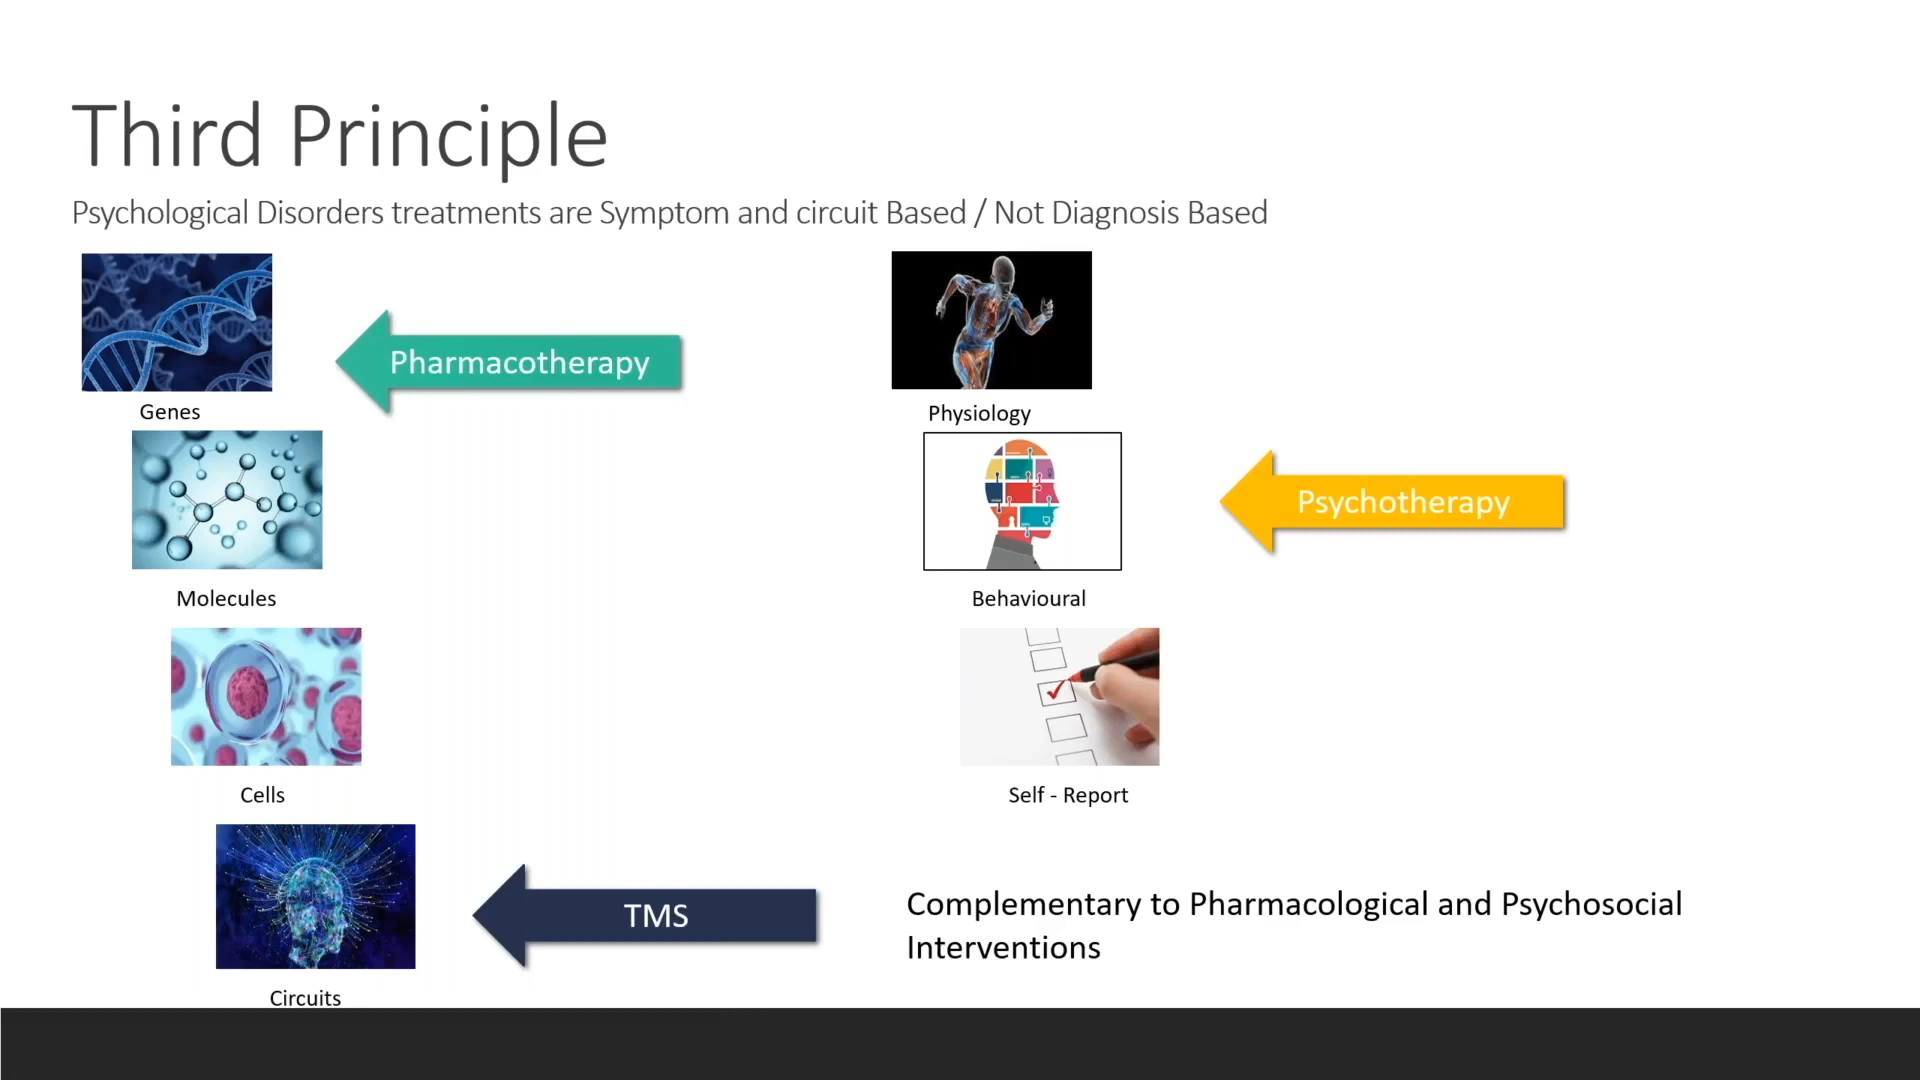 Third Principle
Psychological Disorders treatments are Symptom and circuit Based / Not Diagnosis Based
Genes
Pharmacotherapy
Molecules
Cells
Circuits
TMS
Physiology
Behavioural
Psychotherapy
Self - Report
Complementary to Pharmacological and Psychosocial
Interventions